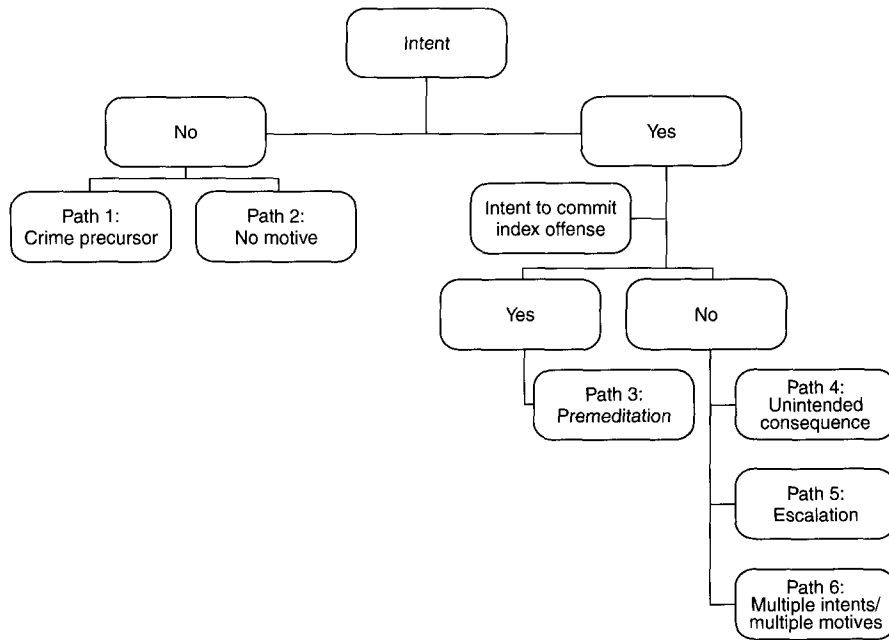 Intent
No
Yes
Path 1:
Crime precursor
Path 2:
No motive
Intent to commit
index offense
Yes
No
Path 3:
Premeditation
Path 4:
Unintended
consequence
Path 5:
Escalation
Path 6:
Multiple intents/
multiple motives